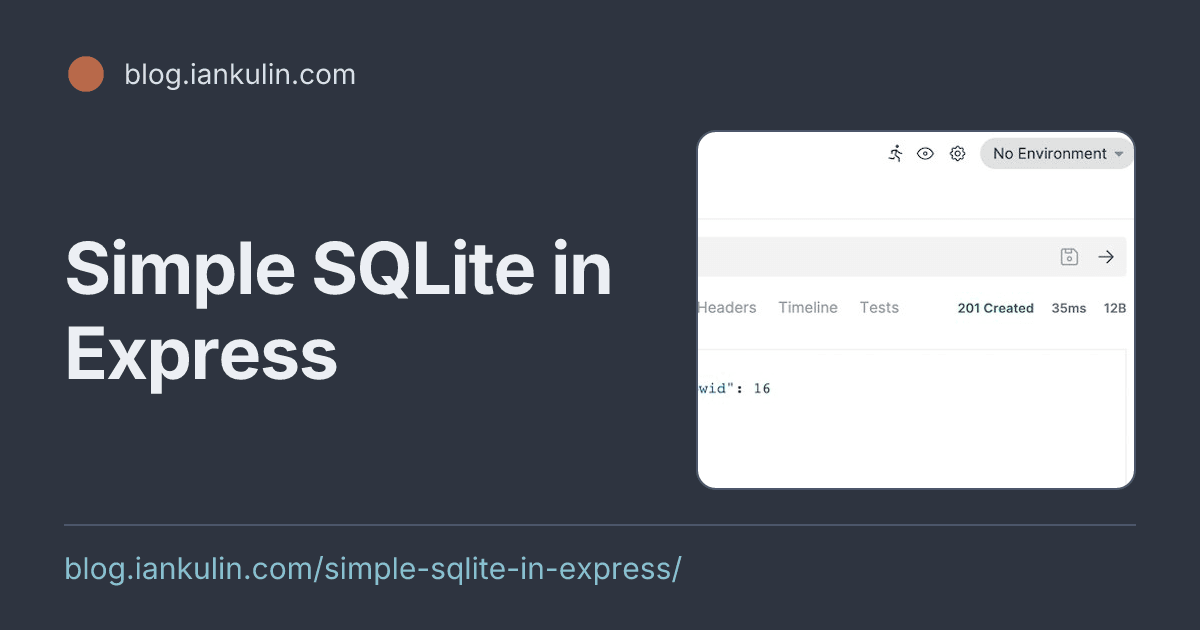 blog.iankulin.com
Simple SQLite in
Express
No Environment
Headers Timeline Tests 201 Created 35ms 12B
wid": 16
blog.iankulin.com/simple-sqlite-in-express/